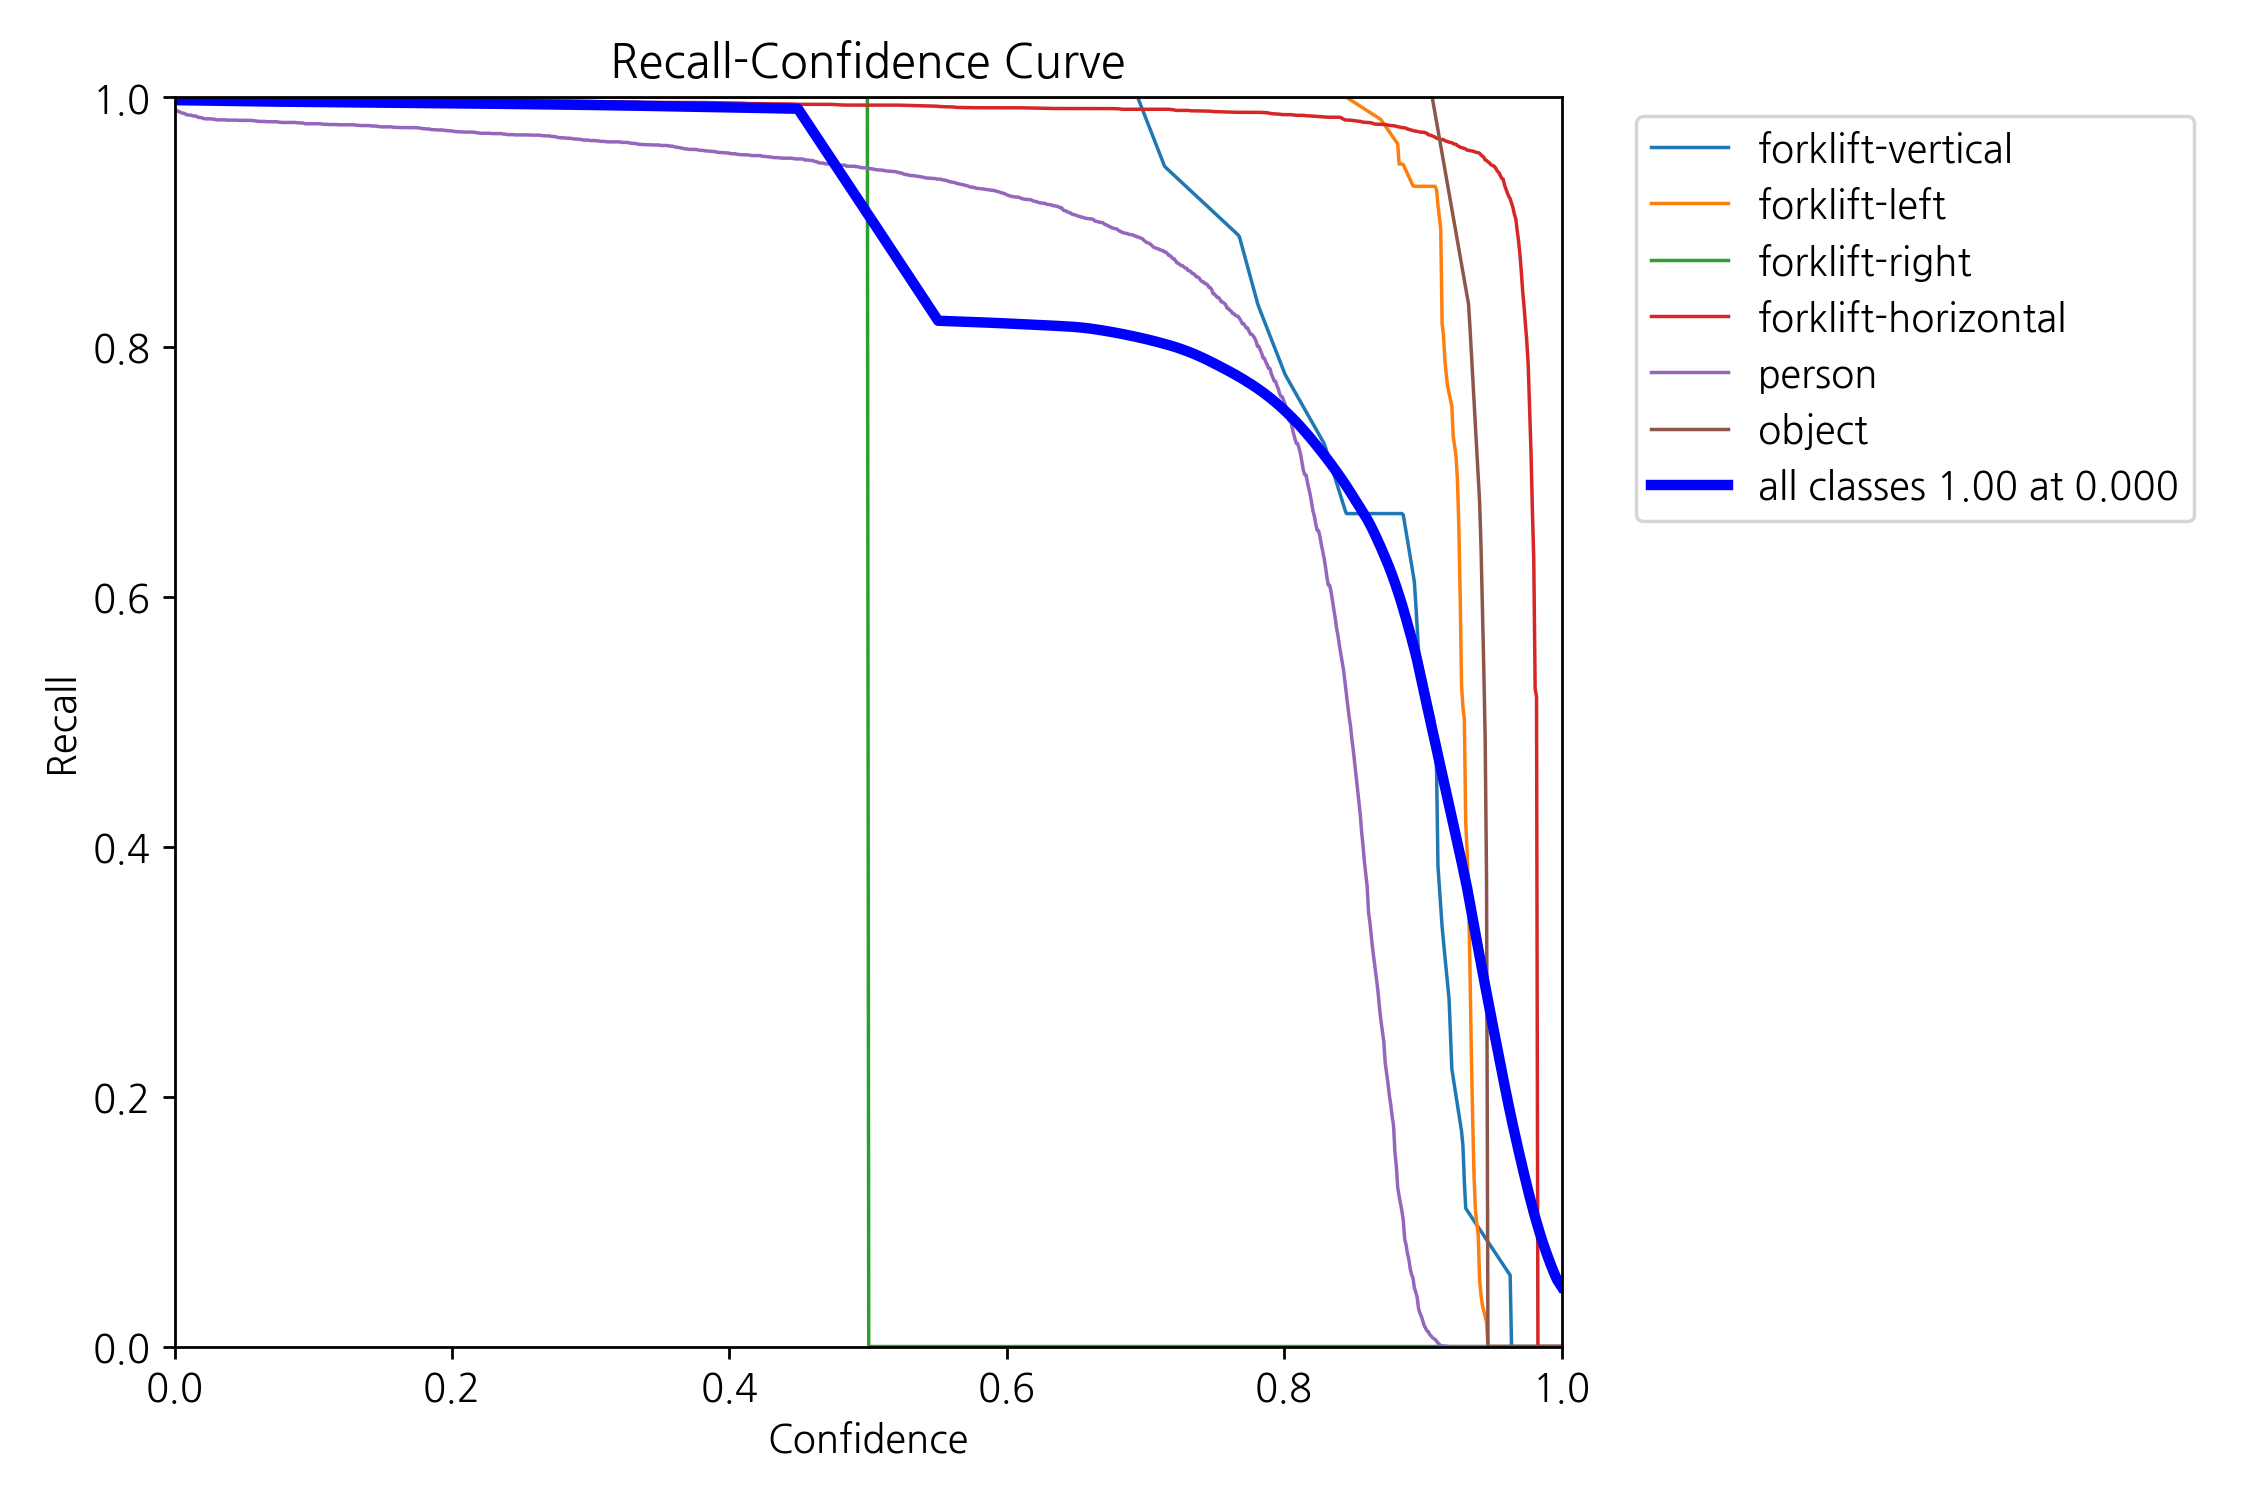 Recall-Confidence Curve
1.0
0.8
0.6
0.4
0.2
0.0
Recall
0.0 0.2 0.4 0.6 0.8 1.0
Confidence
forklift-vertical
forklift-left
forklift-right
forklift-horizontal
person
object
all classes 1.00 at 0.000